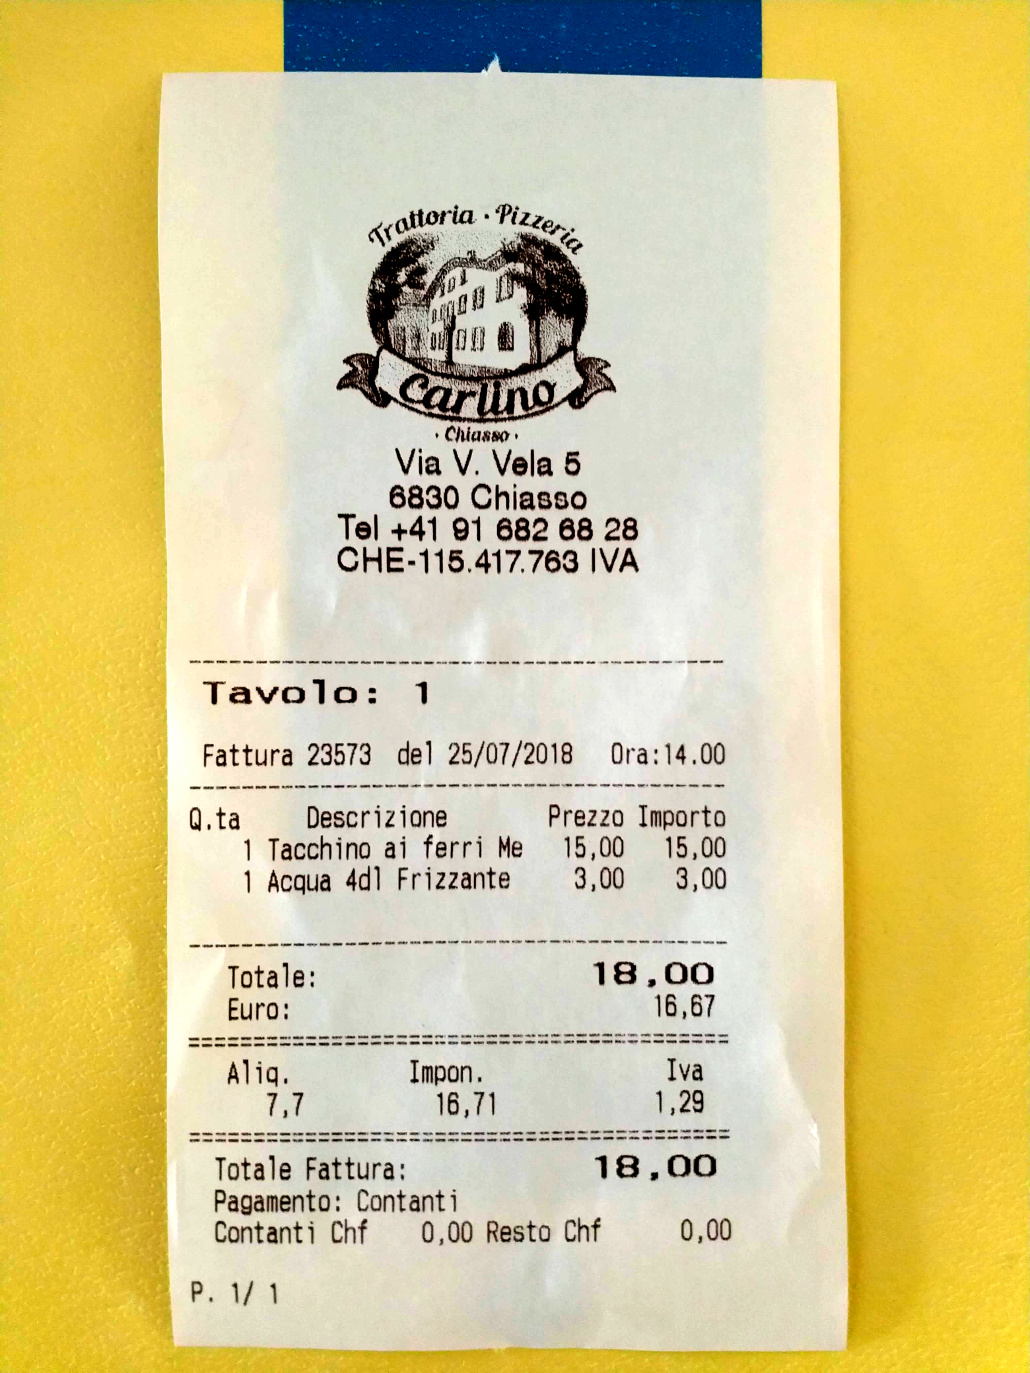 Trattoria · Pizzeria
Carlino
· Chiasso ·
Via V. Vela 5
6830 Chiasso
Tel +41 91 682 68 28
CHE-115.417.763 IVA
Tavolo: 1
Fattura 23573 del 25/07/2018 Ora:14.00
Q.ta Descrizione Prezzo Importo
1 Tacchino ai ferri Me 15,00 15,00
1 Acqua 4dl Frizzante 3,00 3,00
Totale: 18,00
Euro: 16,67
Aliq. Impon. Iva
7,7 16,71 1,29
Totale Fattura: 18,00
Pagamento: Contanti
Contanti Chf 0,00 Resto Chf 0,00
P. 1/ 1